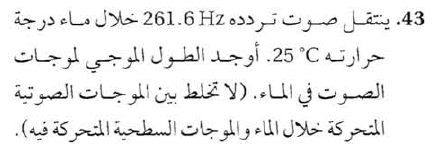 43. ينتقل صوت تردده 261.6 Hz خلال ماء درجة
حرارته 25 °C. أوجد الطول الموجي لموجات
الصوت في الماء. (لا تخلط بين الموجات الصوتية
المتحركة خلال الماء والموجات السطحية المتحركة فيه).